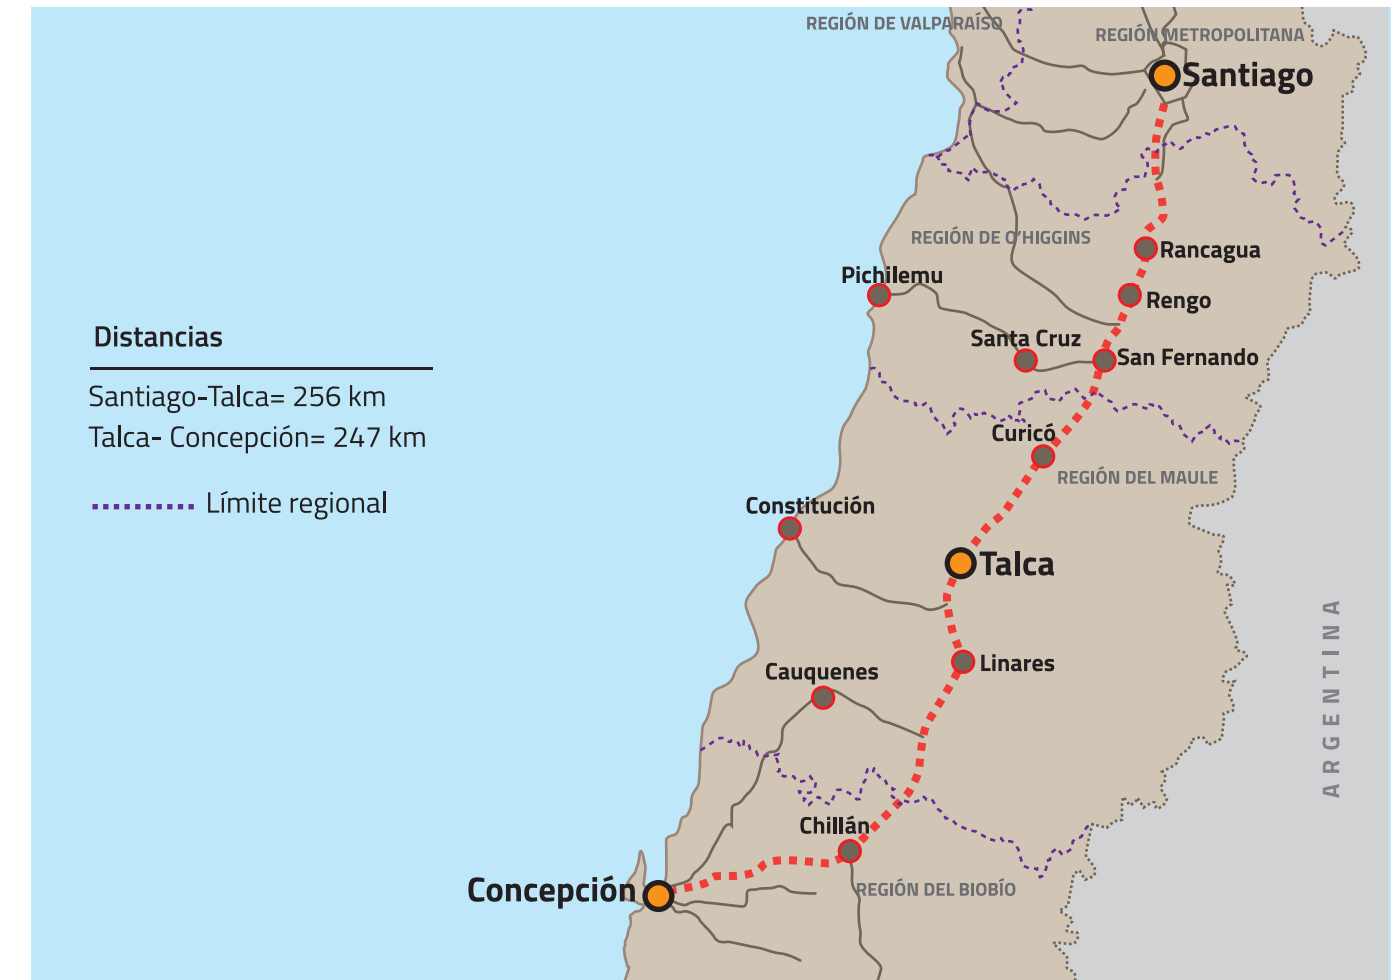 REGIÓN DE VALPARAÍSO
REGIÓN METROPOLITANA
Santiago
REGIÓN DE O'HIGGINS
Rancagua
Pichilemu
Rengo
Santa Cruz
San Fernando
Distancias
Santiago-Talca= 256 km
Talca- Concepción= 247 km
Límite regional
Curicó
REGIÓN DEL MAULE
Constitución
Talca
ARGENTINA
Linares
Cauquenes
Chillán
Concepción
REGIÓN DEL BIOBÍO